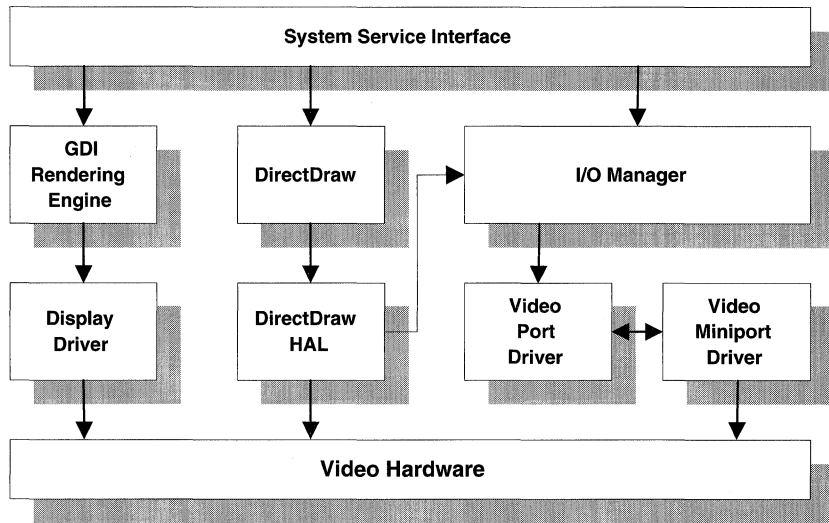 System Service Interface
GDI
Rendering
Engine
DirectDraw
I/O Manager
Display
Driver
DirectDraw
HAL
Video
Port
Driver
Video
Miniport
Driver
Video Hardware